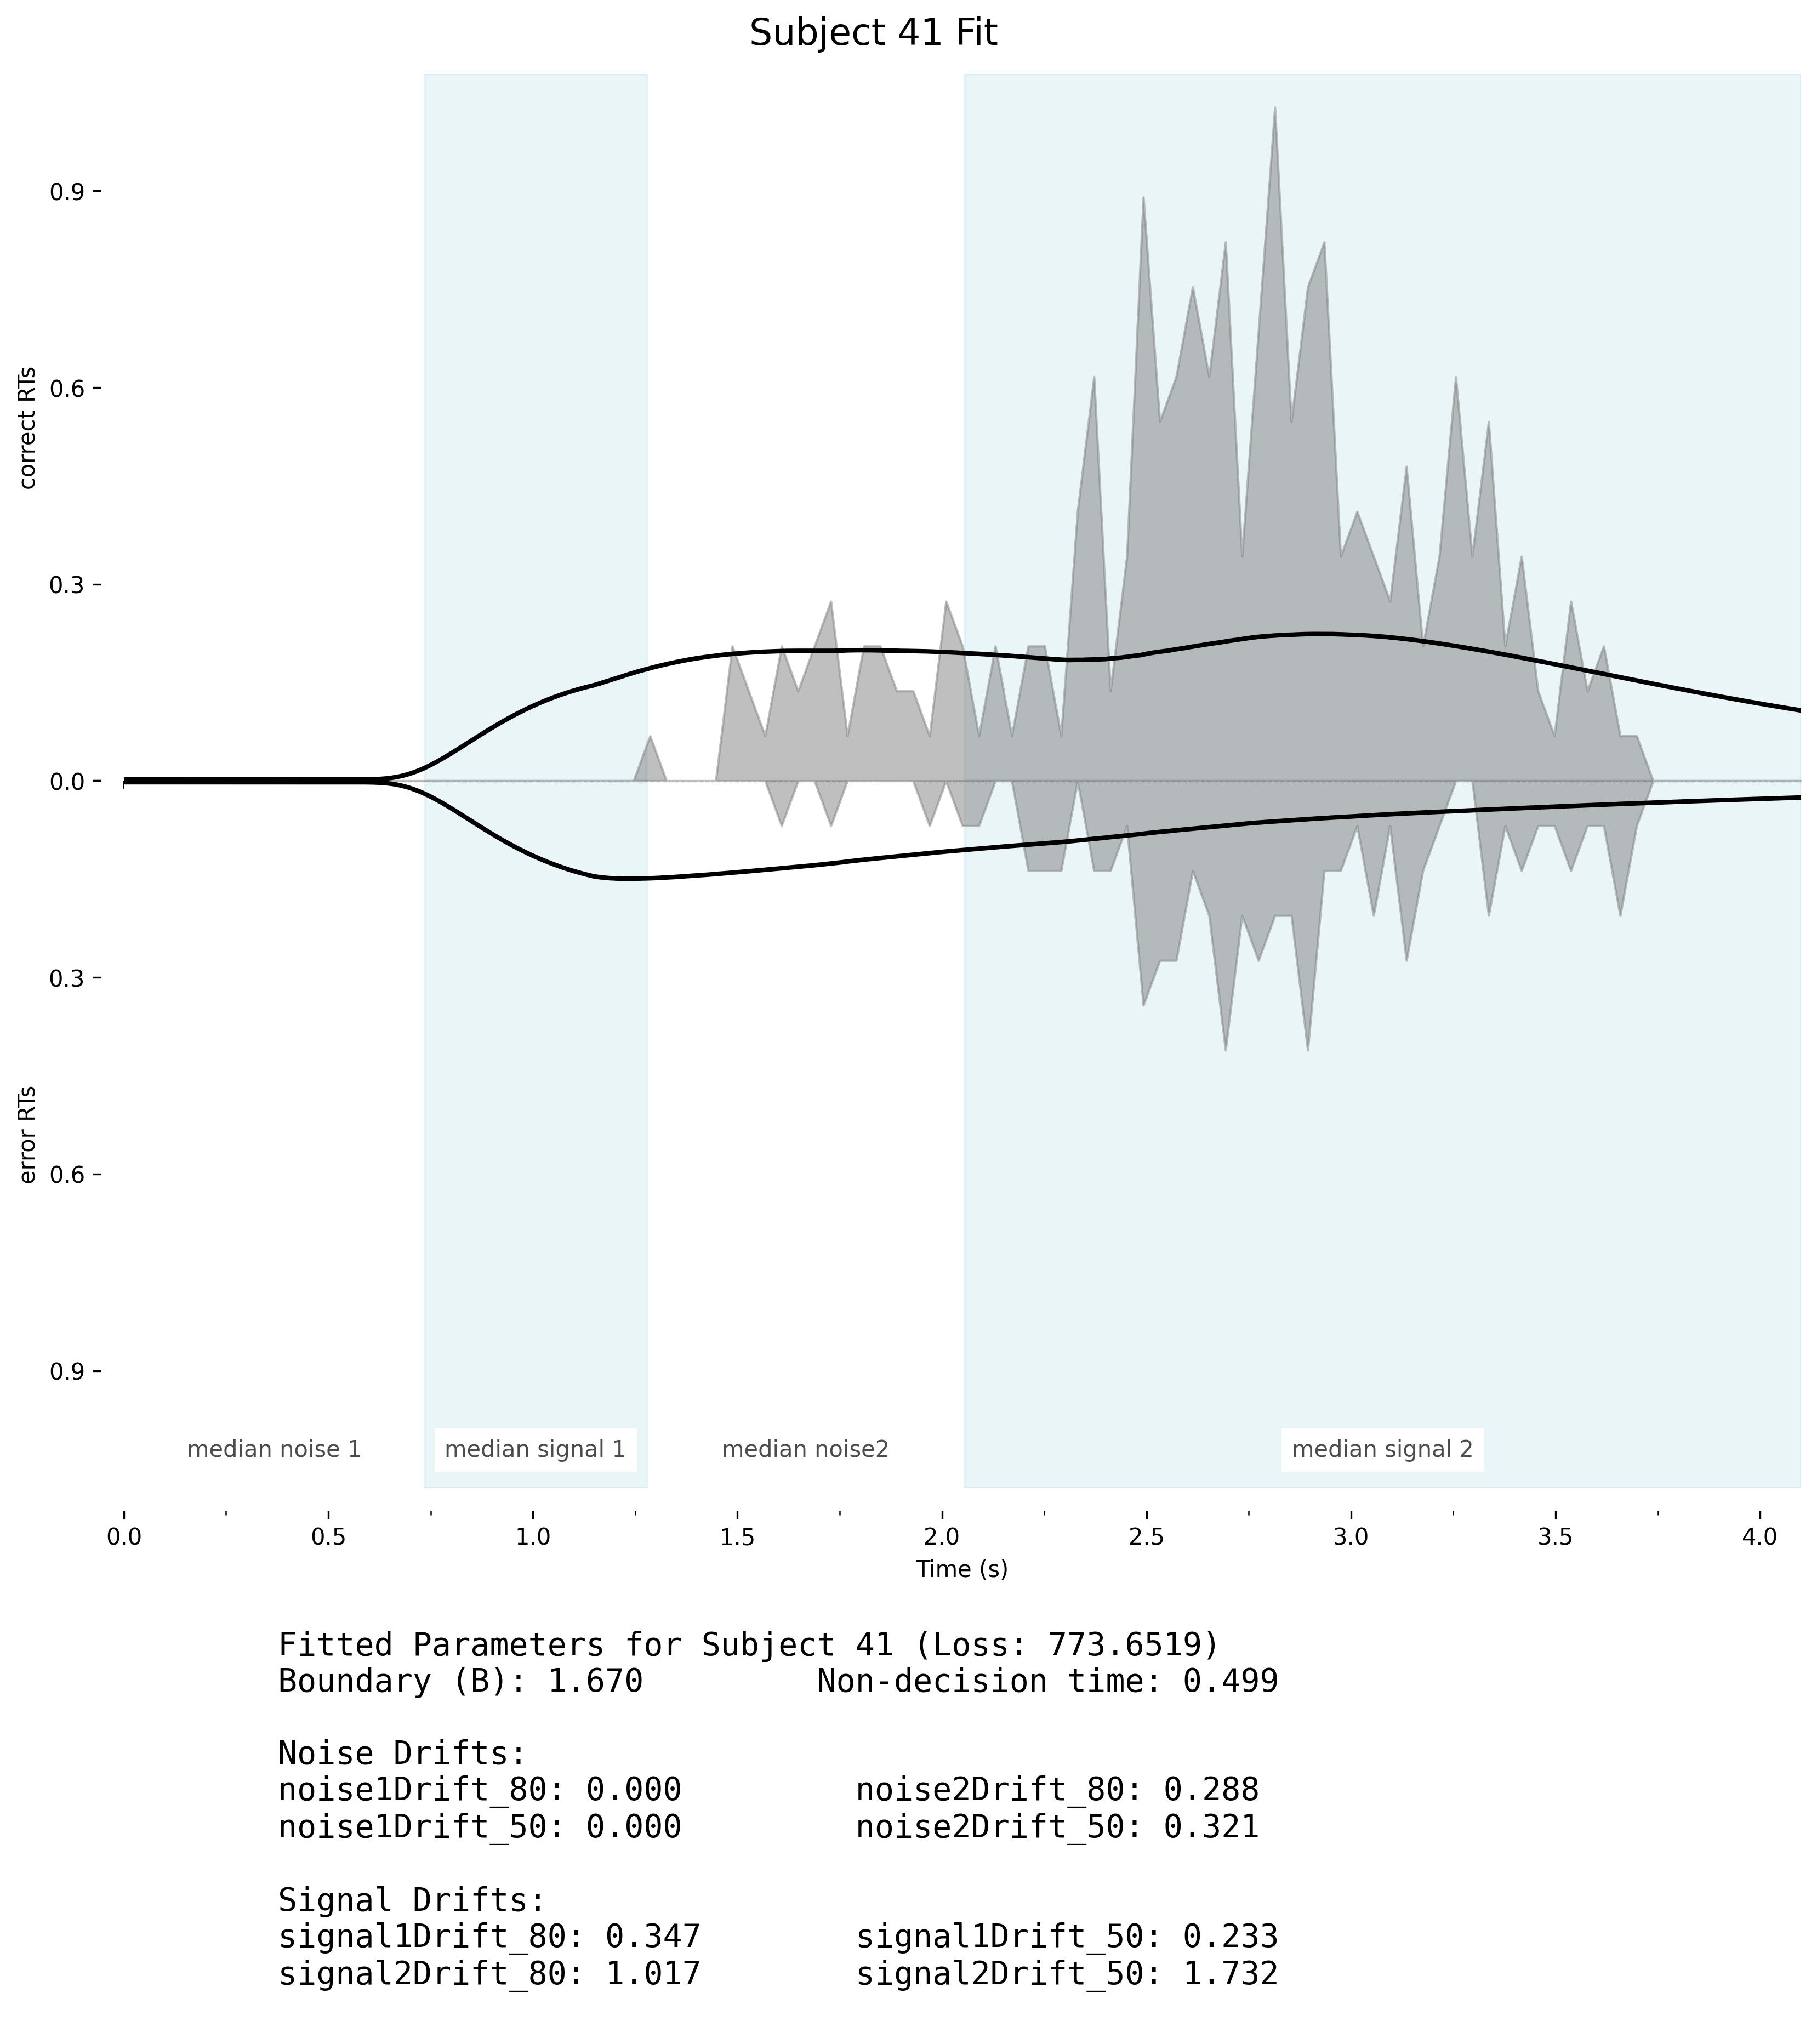 Subject 41 Fit
correct RTs
error RTs
0.9
0.6
0.3
0.0
0.3
0.6
0.9
median noise 1
median signal 1
median noise2
median signal 2
0.0 0.5 1.0 1.5 2.0 2.5 3.0 3.5 4.0
Time (s)
Fitted Parameters for Subject 41 (Loss: 773.6519)
Boundary (B): 1.670 Non-decision time: 0.499
Noise Drifts:
noise1Drift_80: 0.000 noise2Drift_80: 0.288
noise1Drift_50: 0.000 noise2Drift_50: 0.321
Signal Drifts:
signal1Drift_80: 0.347 signal1Drift_50: 0.233
signal2Drift_80: 1.017 signal2Drift_50: 1.732